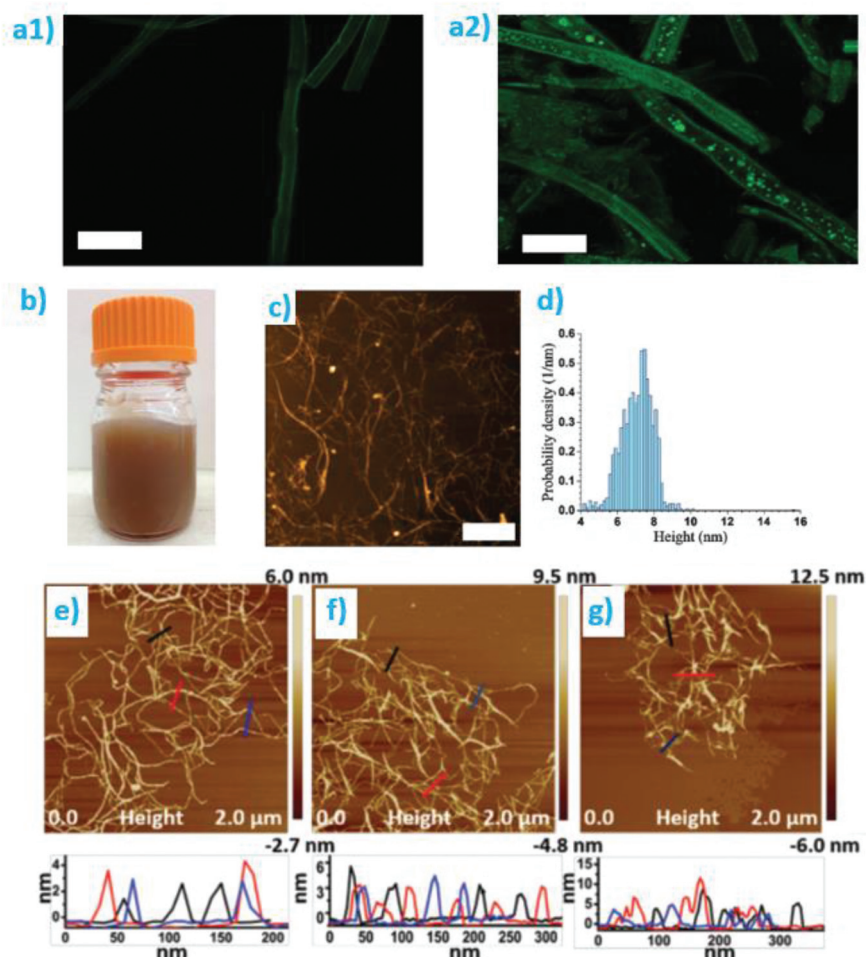 a1)
a2)
b)
c)
d)
0.6
0.5
0.4
0.3
0.2
0.1
0.0
Probability density (1/nm)
4 6 8 10 12 14 16
Height (nm)
6.0 nm
9.5 nm
12.5 nm
e)
f)
g)
0.0 Height 2.0 µm
0.0 Height 2.0 µm
0.0 Height 2.0 µm
-2.7 nm
-4.8 nm
-6.0 nm
4
2
0
nm
0 50 100 150 200
nm
6
3
0
nm
0 50 100 150 200 250 300
nm
15
10
5
0
nm
0 100 200 300
nm